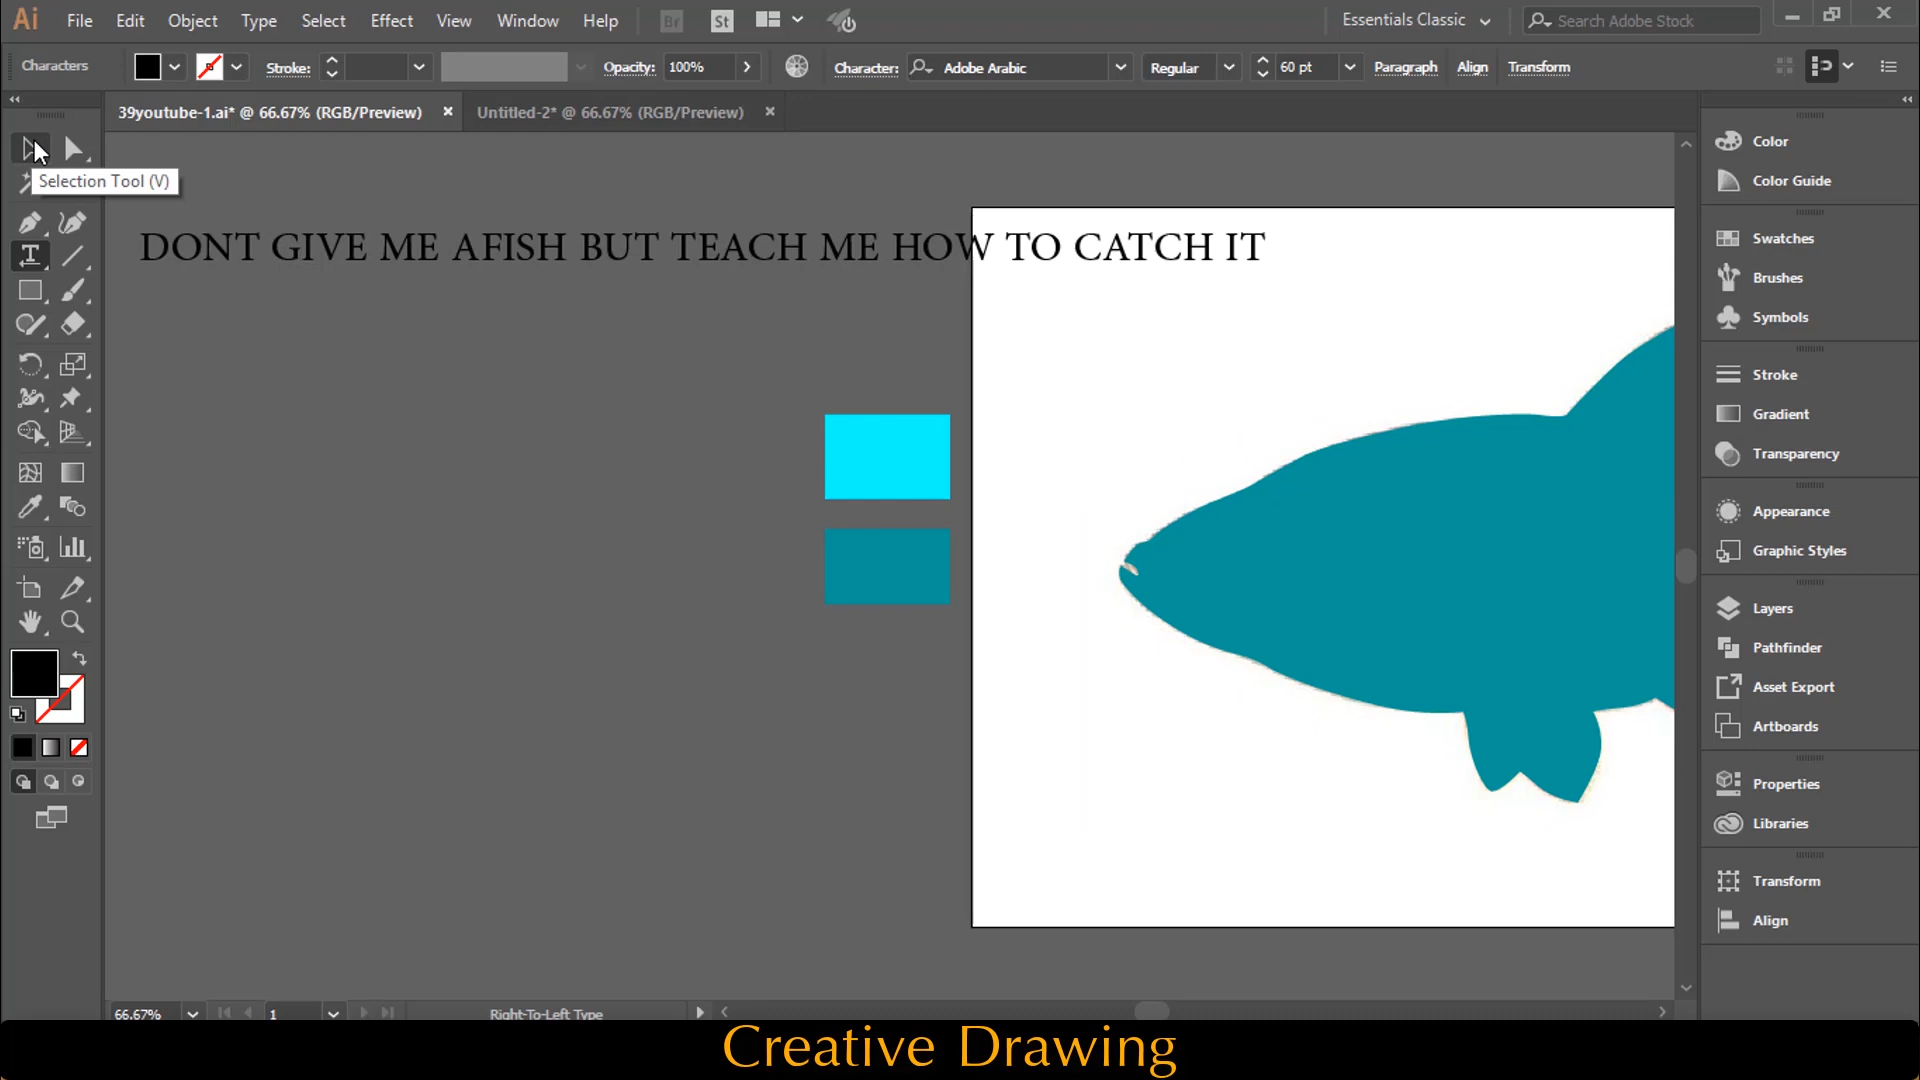 Ai File Edit Object Type Select Effect View Window Help Br St Essentials Classic Search Adobe Stock
Characters Stroke: Opacity: 100% Character: Adobe Arabic Regular 60 pt Paragraph Align Transform
39youtube-1.ai* @ 66.67% (RGB/Preview) Untitled-2* @ 66.67% (RGB/Preview)
Selection Tool (V)
DONT GIVE ME AFISH BUT TEACH ME HOW TO CATCH IT
Color
Color Guide
Swatches
Brushes
Symbols
Stroke
Gradient
Transparency
Appearance
Graphic Styles
Layers
Pathfinder
Asset Export
Artboards
Properties
Libraries
Transform
Align
66.67% 1 Right-To-Left Type
Creative Drawing